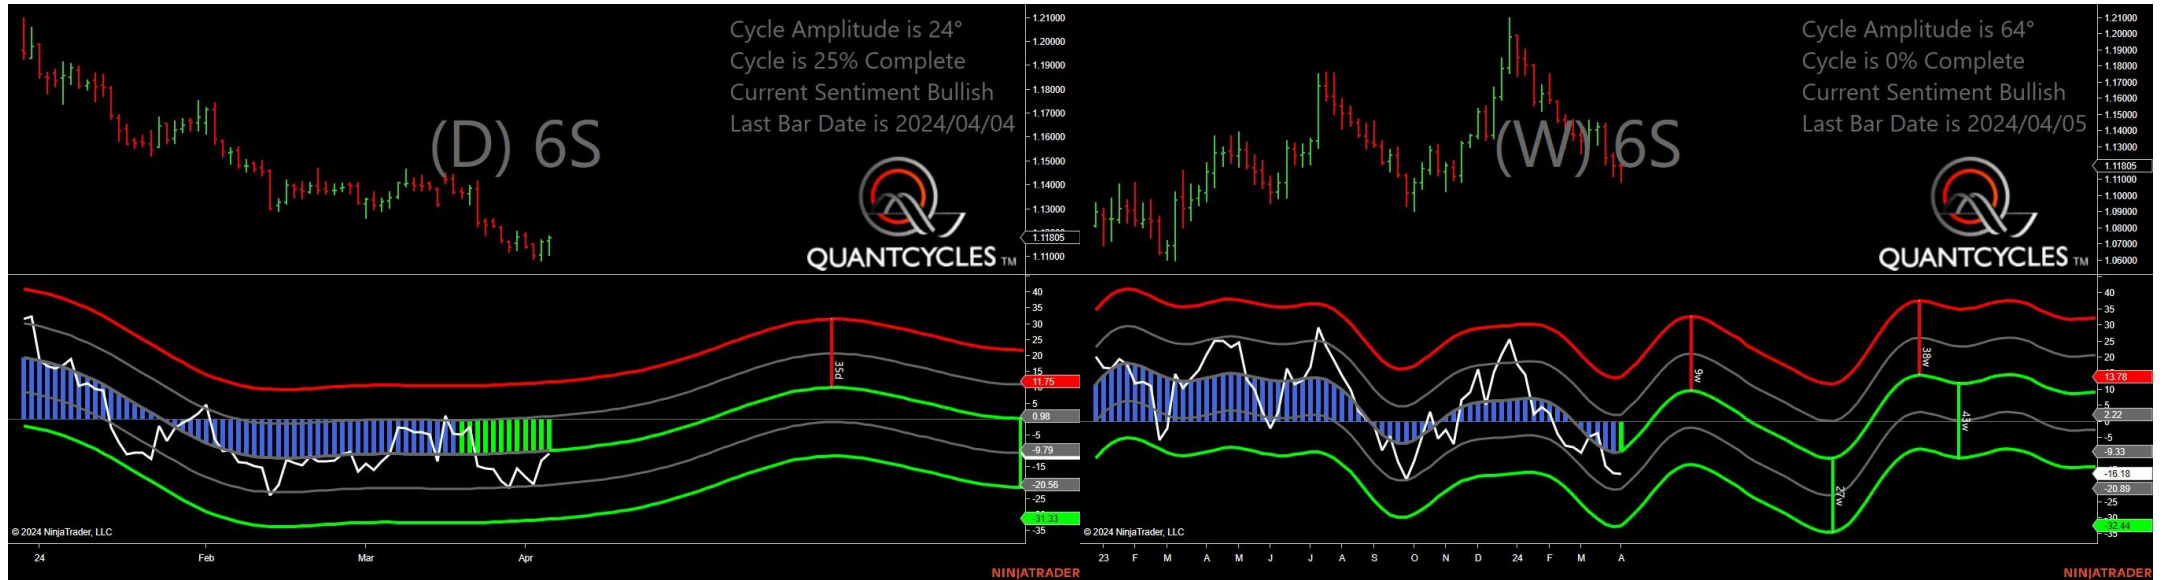 Cycle Amplitude is 24°
Cycle is 25% Complete
Current Sentiment Bullish
Last Bar Date is 2024/04/04
(D) 6S
QUANTCYCLES TM
1.21000
1.20000
1.19000
1.18000
1.17000
1.16000
1.15000
1.14000
1.13000
1.11805
1.11000
40
35
30
25
20
15
11.75
5
0.98
-5
-9.79
-15
-20.56
-25
-31.33
-35
35d
© 2024 NinjaTrader, LLC
24
Feb
Mar
Apr
NINJATRADER
Cycle Amplitude is 64°
Cycle is 0% Complete
Current Sentiment Bullish
Last Bar Date is 2024/04/05
(W) 6S
QUANTCYCLES TM
1.21000
1.20000
1.19000
1.18000
1.17000
1.16000
1.15000
1.14000
1.13000
1.11805
1.11000
1.10000
1.09000
1.08000
1.07000
1.06000
40
35
30
25
20
13.78
10
5
2.22
-5
-9.33
-16.18
-20.89
-25
-32.44
-35
9w
27w
38w
43w
© 2024 NinjaTrader, LLC
23
F
M
A
M
J
J
A
S
O
N
D
24
F
M
A
NINJATRADER